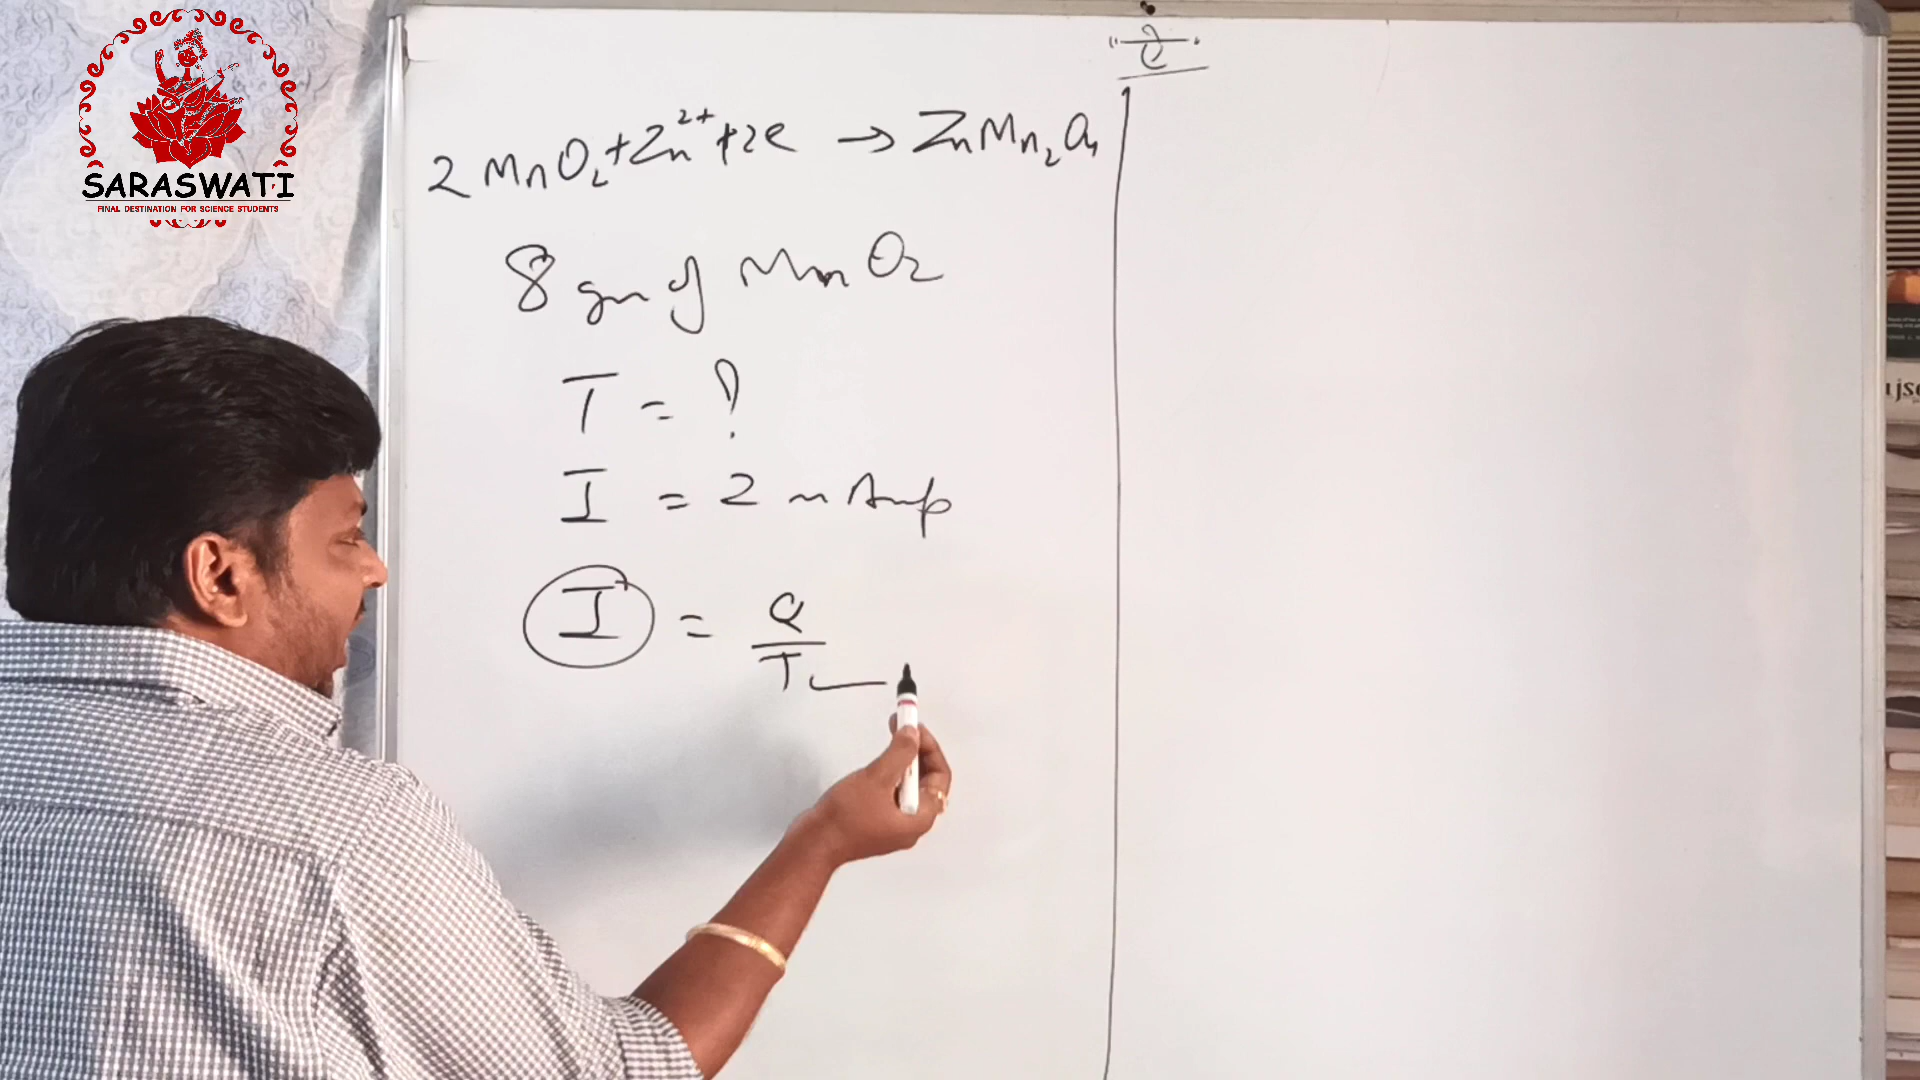 SARASWATI
FINAL DESTINATION FOR SCIENCE STUDENTS
2 MnO₂ + Zn²⁺ + 2e → ZnMn₂O₄
8 gm of MnO₂
T = ?
I = 2 m Amp
I = Q/T